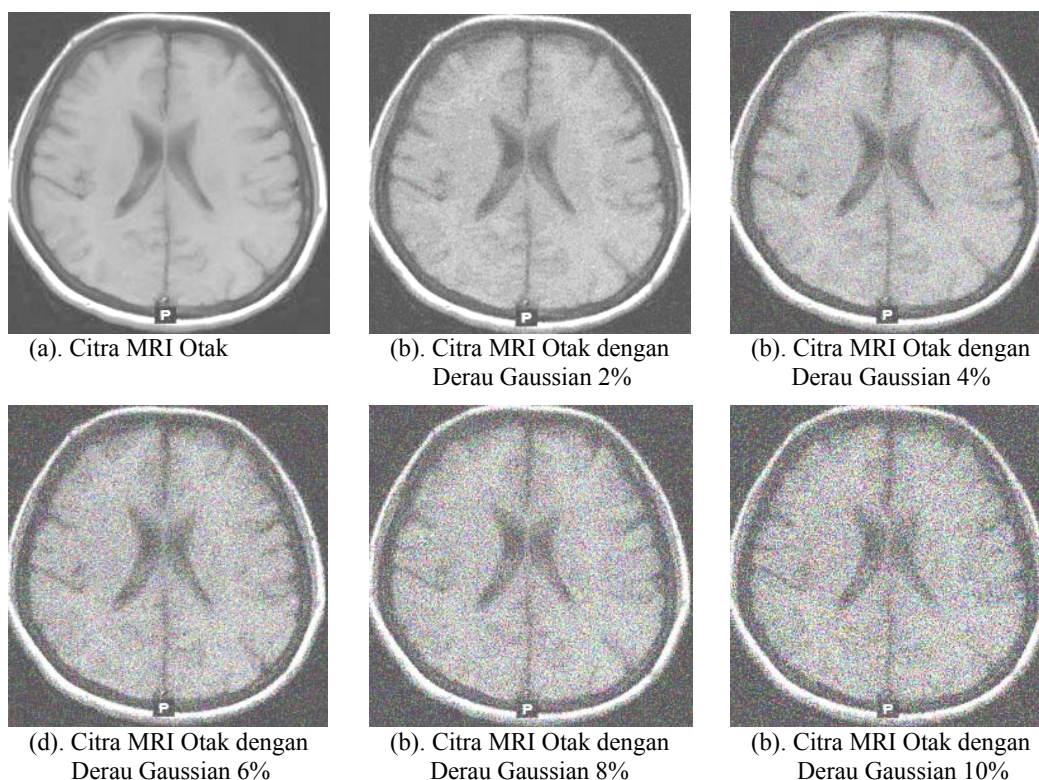 P
P
P
(a). Citra MRI Otak
(b). Citra MRI Otak dengan
Derau Gaussian 2%
(b). Citra MRI Otak dengan
Derau Gaussian 4%
P
P
P
(d). Citra MRI Otak dengan
Derau Gaussian 6%
(b). Citra MRI Otak dengan
Derau Gaussian 8%
(b). Citra MRI Otak dengan
Derau Gaussian 10%